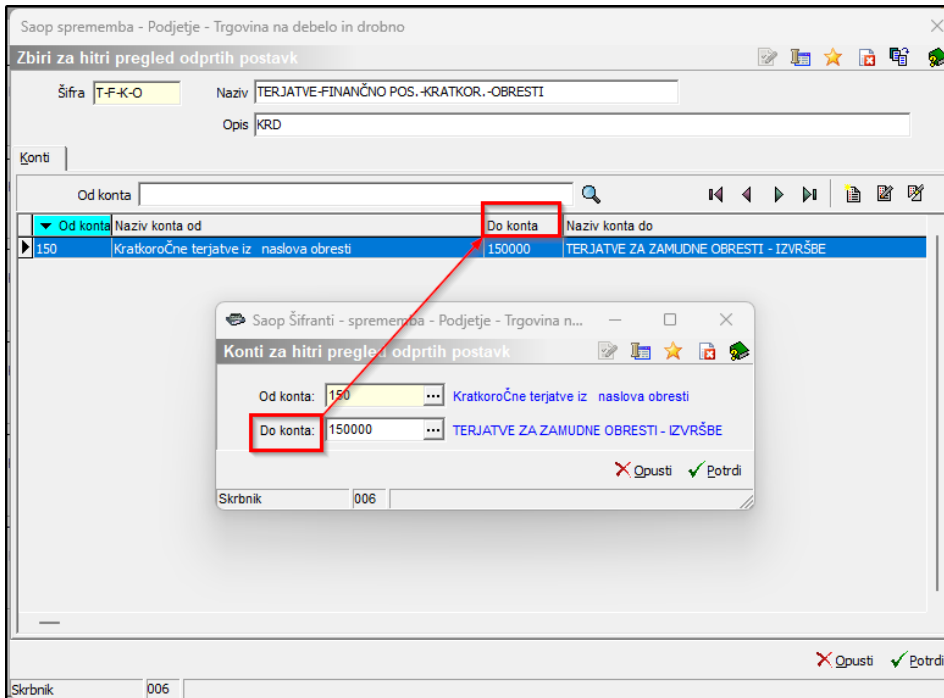 Saop sprememba - Podjetje - Trgovina na debelo in drobno
Zbiri za hitri pregled odprtih postavk
Šifra T-F-K-O Naziv TERJATVE-FINANČNO POS.-KRATKOR.-OBRESTI
Opis KRD
Konti
Od konta
Od konta Naziv konta od Do konta Naziv konta do
150 KratkoroČne terjatve iz naslova obresti 150000 TERJATVE ZA ZAMUDNE OBRESTI - IZVRŠBE
Saop Šifranti - sprememba - Podjetje - Trgovina n...
Konti za hitri pregled odprtih postavk
Od konta: 150 ... KratkoroČne terjatve iz naslova obresti
Do konta: 150000 ... TERJATVE ZA ZAMUDNE OBRESTI - IZVRŠBE
Opusti Potrdi
Skrbnik 006
Opusti Potrdi
Skrbnik 006